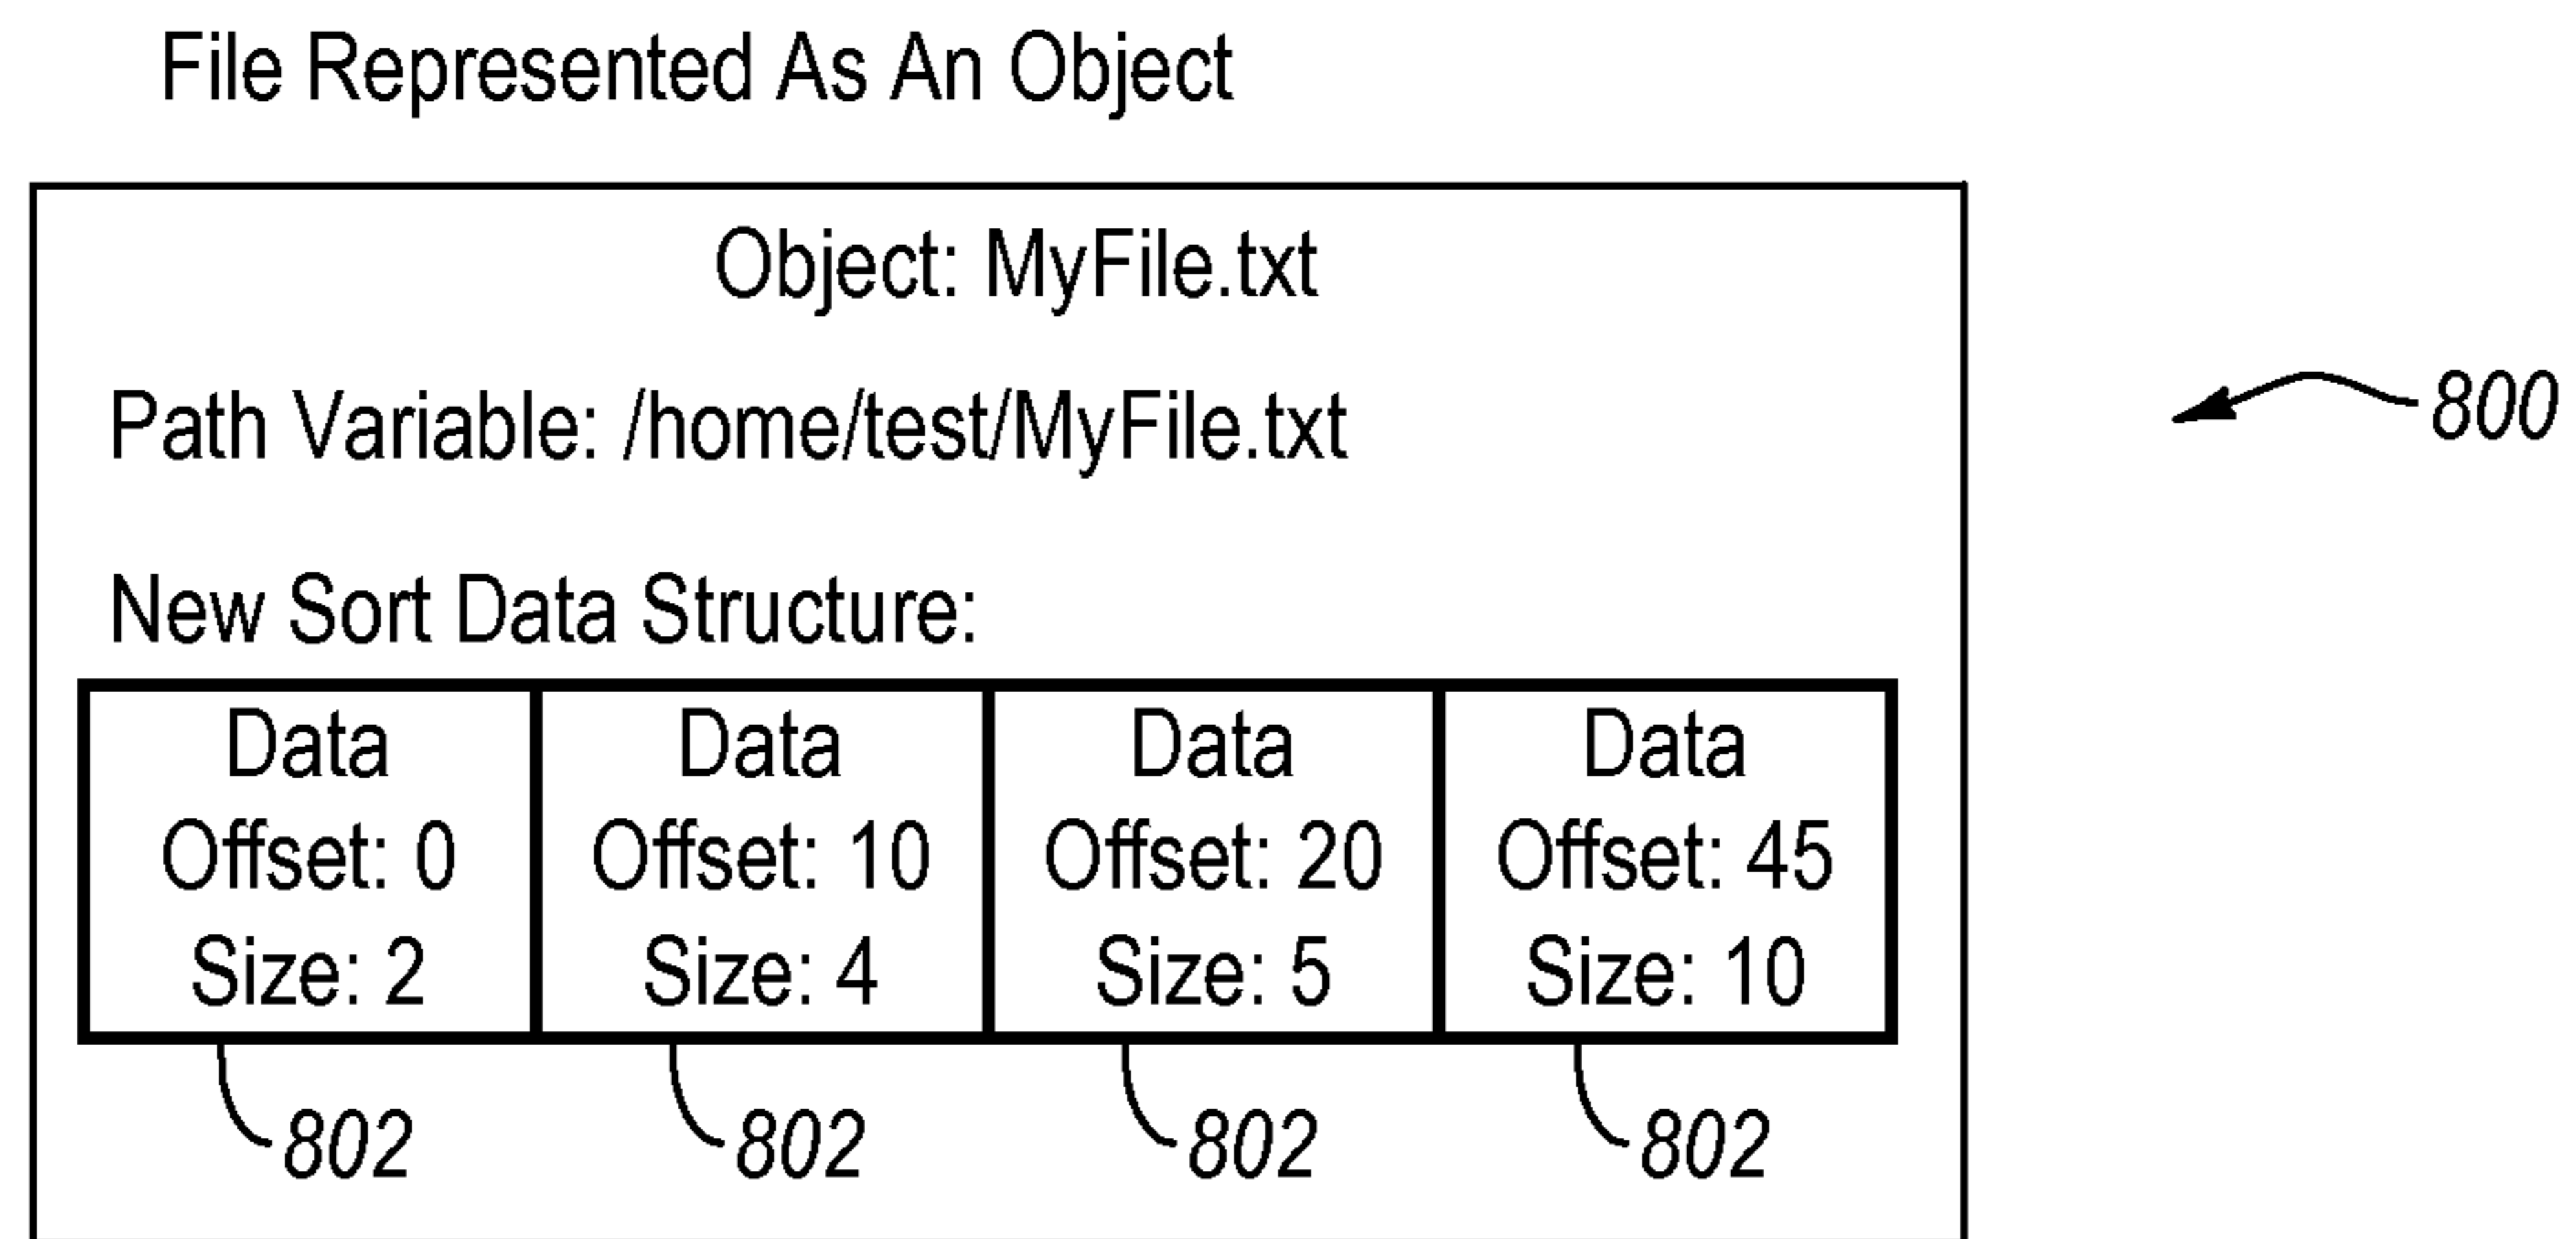 File Represented As An Object
Object: MyFile.txt
Path Variable: /home/test/MyFile.txt
800
New Sort Data Structure:
Data Data Data Data
Offset: 0 Offset: 10 Offset: 20 Offset: 45
Size: 2 Size: 4 Size: 5 Size: 10
802 802 802 802